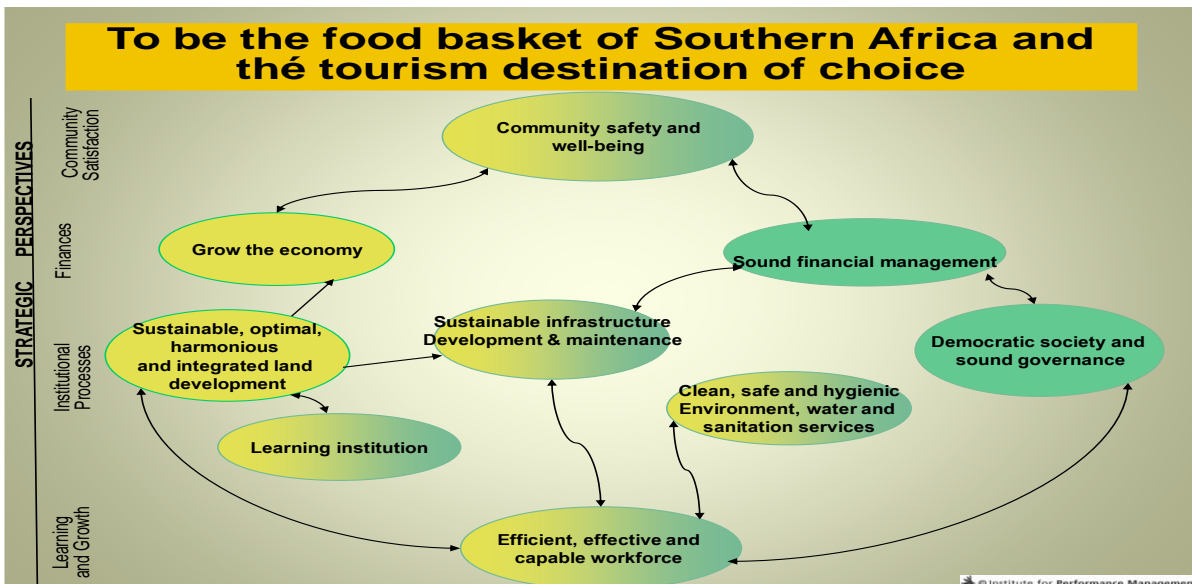 To be the food basket of Southern Africa and
thé tourism destination of choice
STRATEGIC PERSPECTIVES
Community
Satisfaction
Community safety and
well-being
Finances
Grow the economy
Sound financial management
Institutional
Processes
Sustainable, optimal,
harmonious
and integrated land
development
Sustainable infrastructure
Development & maintenance
Democratic society and
sound governance
Clean, safe and hygienic
Environment, water and
sanitation services
Learning institution
Learning
and Growth
Efficient, effective and
capable workforce
© Institute for Performance Managemen